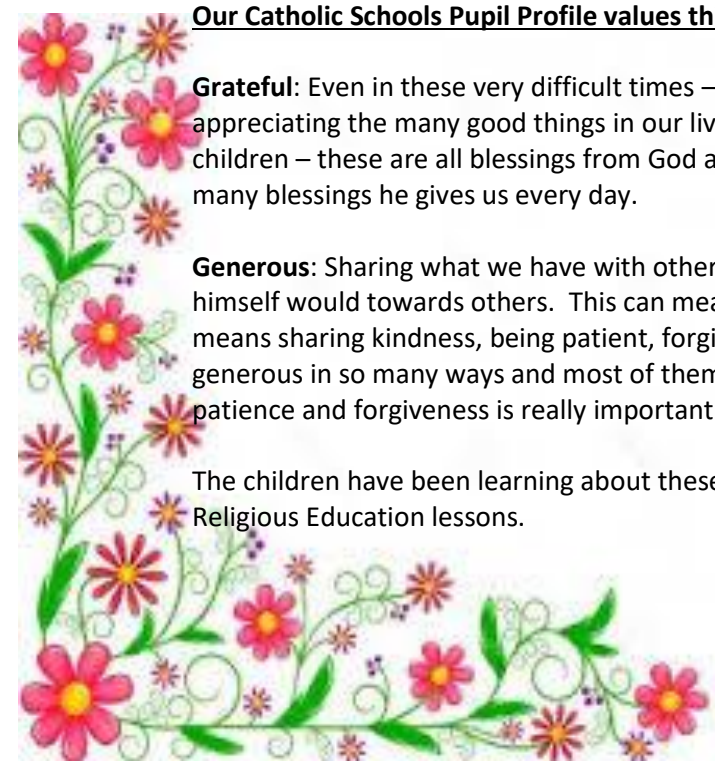 Our Catholic Schools Pupil Profile values th
Grateful: Even in these very difficult times –
appreciating the many good things in our liv
children – these are all blessings from God a
many blessings he gives us every day.
Generous: Sharing what we have with other
himself would towards others.  This can mea
means sharing kindness, being patient, forgi
generous in so many ways and most of them
patience and forgiveness is really important
The children have been learning about these
Religious Education lessons.